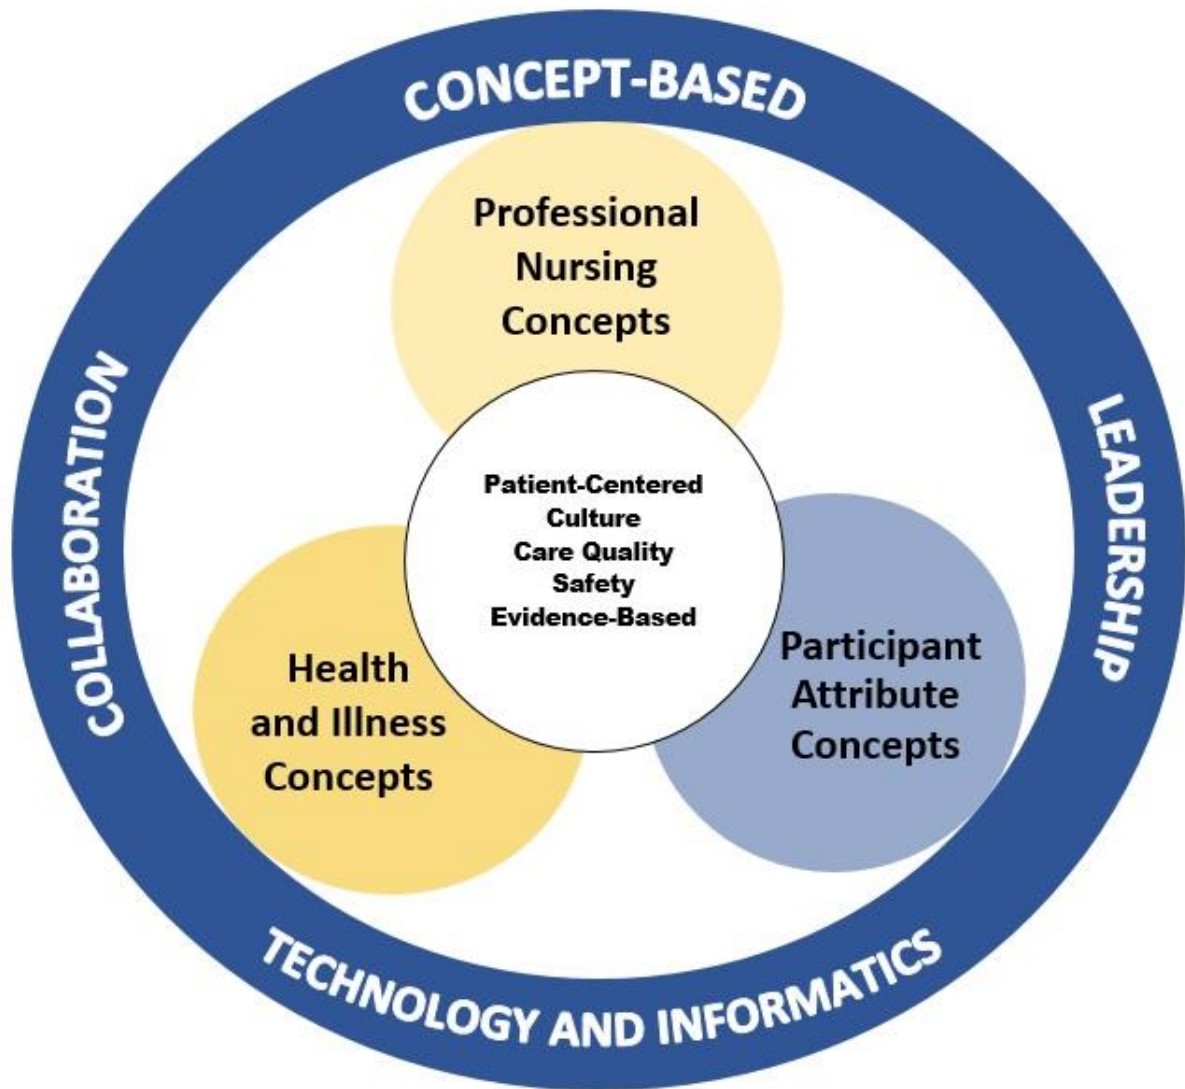 CONCEPT-BASED
Professional
Nursing
Concepts
COLLABORATION
LEADERSHIP
Patient-Centered
Culture
Care Quality
Safety
Evidence-Based
Health
and Illness
Concepts
Participant
Attribute
Concepts
TECHNOLOGY AND INFORMATICS